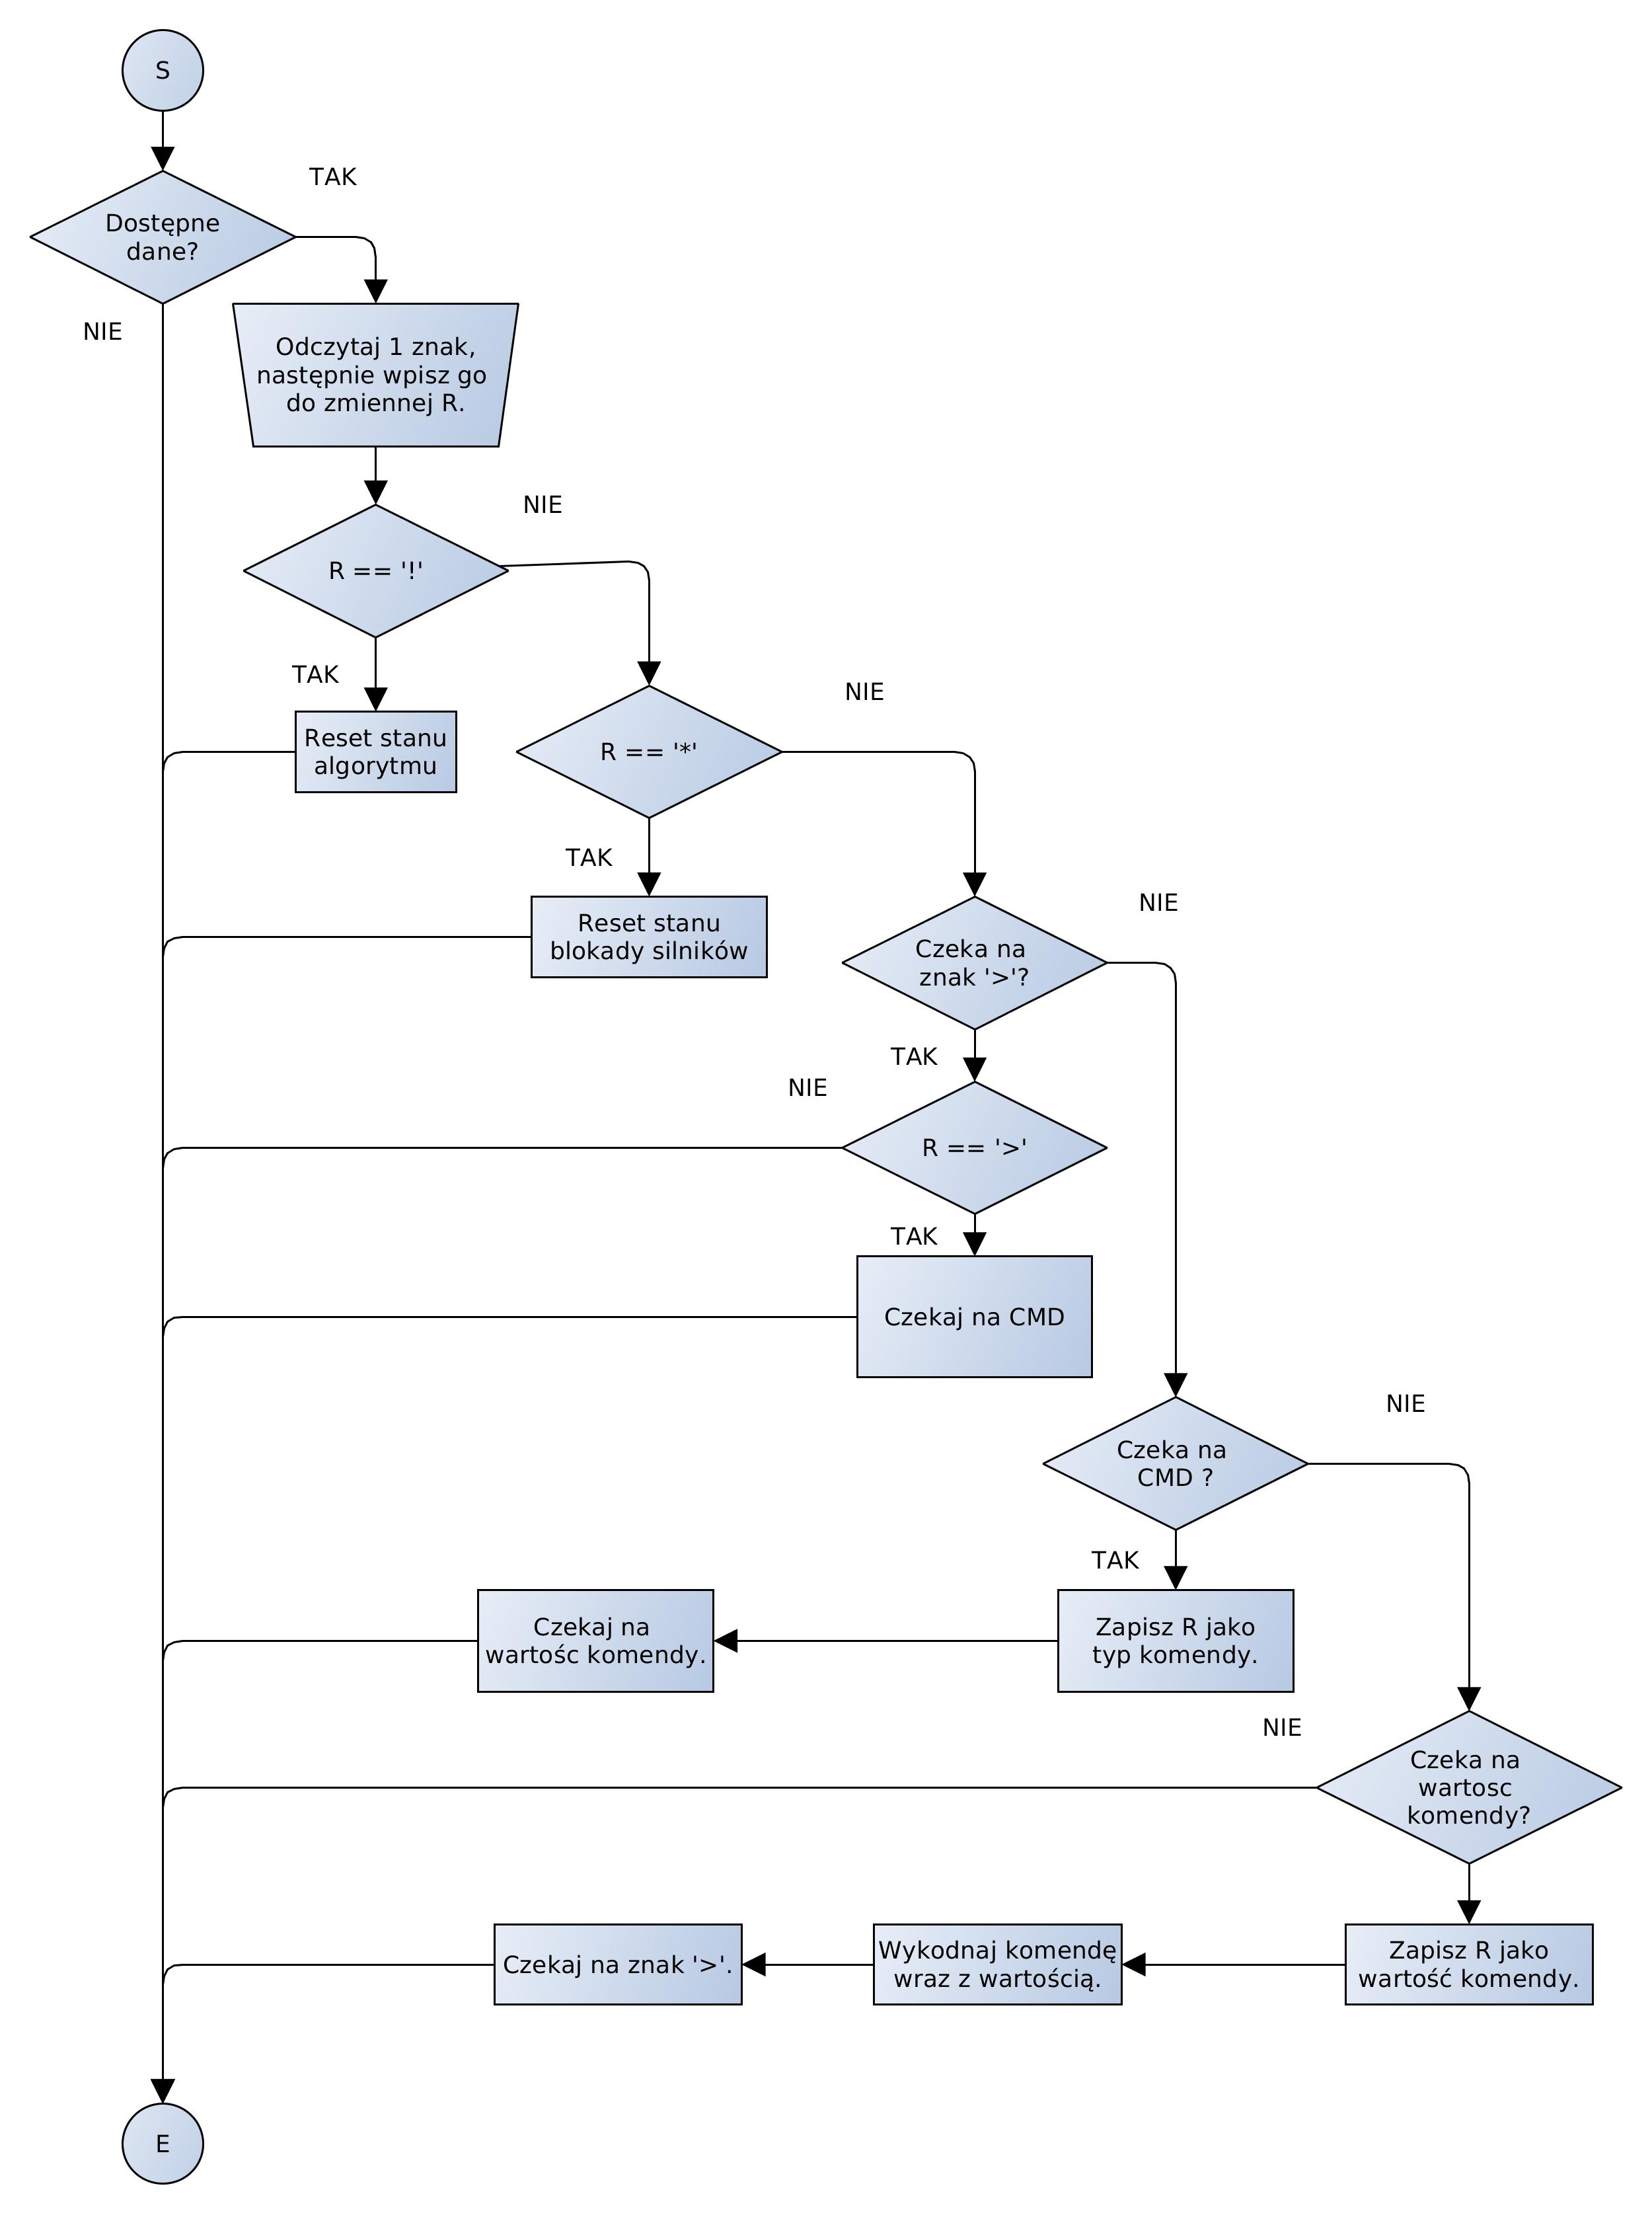 S
TAK
Dostępne
dane?
NIE
Odczytaj 1 znak,
następnie wpisz go
do zmiennej R.
NIE
R == '!'
TAK
NIE
Reset stanu
algorytmu
R == '*'
TAK
NIE
Reset stanu
blokady silników
Czeka na
znak '>'?
TAK
NIE
R == '>'
TAK
Czekaj na CMD
NIE
Czeka na
CMD ?
TAK
Czekaj na
wartośc komendy.
Zapisz R jako
typ komendy.
NIE
Czeka na
wartosc
komendy?
Czekaj na znak '>'.
Wykodnaj komendę
wraz z wartością.
Zapisz R jako
wartość komendy.
E